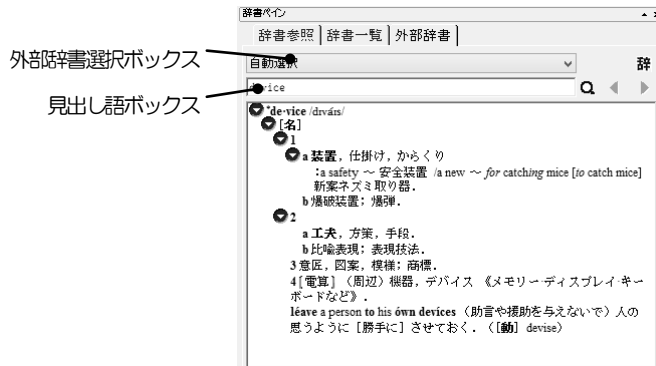 辞書ペイン
辞書参照 辞書一覧 外部辞書
外部辞書選択ボックス
自動選択 辞
見出し語ボックス
device
*de·vice /dɪváɪs/
[名]
1
a 装置, 仕掛け, からくり
:a safety ～ 安全装置 /a new ～ for catching mice [to catch mice]
新案ネズミ取り器.
b 爆破装置; 爆弾.
2
a 工夫, 方策, 手段.
b 比喩表現; 表現技法.
3 意匠, 図案, 模様; 商標.
4 [電算] (周辺) 機器, デバイス 《メモリー·ディスプレイ·キー
ボードなど》.
léave a person to his ówn devíces (助言や援助を与えないで) 人の
思うように [勝手に] させておく. ([動] devise)